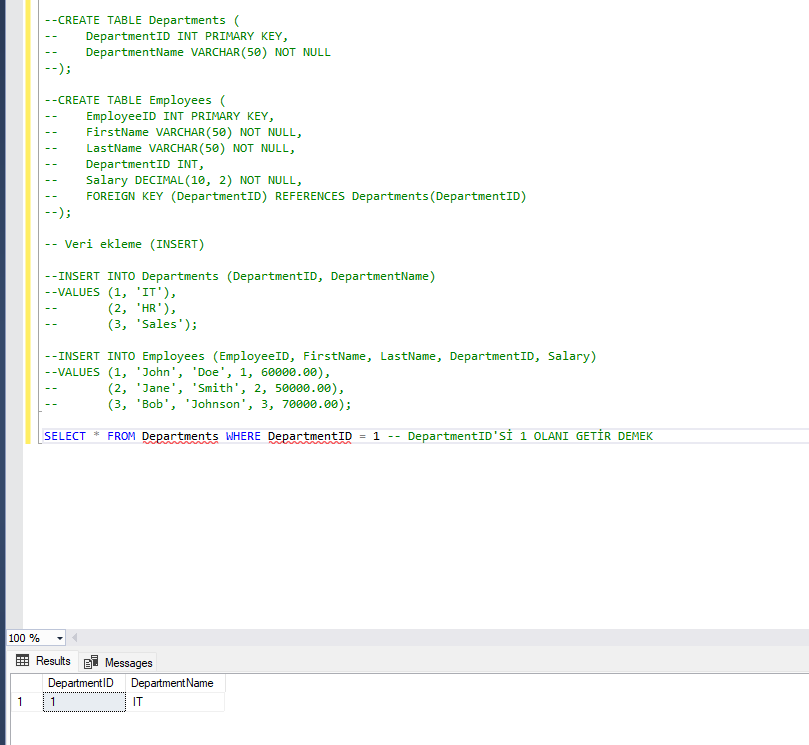 --CREATE TABLE Departments (
--    DepartmentID INT PRIMARY KEY,
--    DepartmentName VARCHAR(50) NOT NULL
--);
--CREATE TABLE Employees (
--    EmployeeID INT PRIMARY KEY,
--    FirstName VARCHAR(50) NOT NULL,
--    LastName VARCHAR(50) NOT NULL,
--    DepartmentID INT,
--    Salary DECIMAL(10, 2) NOT NULL,
--    FOREIGN KEY (DepartmentID) REFERENCES Departments(DepartmentID)
--);
-- Veri ekleme (INSERT)
--INSERT INTO Departments (DepartmentID, DepartmentName)
--VALUES (1, 'IT'),
--       (2, 'HR'),
--       (3, 'Sales');
--INSERT INTO Employees (EmployeeID, FirstName, LastName, DepartmentID, Salary)
--VALUES (1, 'John', 'Doe', 1, 60000.00),
--       (2, 'Jane', 'Smith', 2, 50000.00),
--       (3, 'Bob', 'Johnson', 3, 70000.00);
SELECT * FROM Departments WHERE DepartmentID = 1 -- DepartmentID'Sİ 1 OLANI GETİR DEMEK
100 %
Results Messages
DepartmentID DepartmentName
1 1 IT